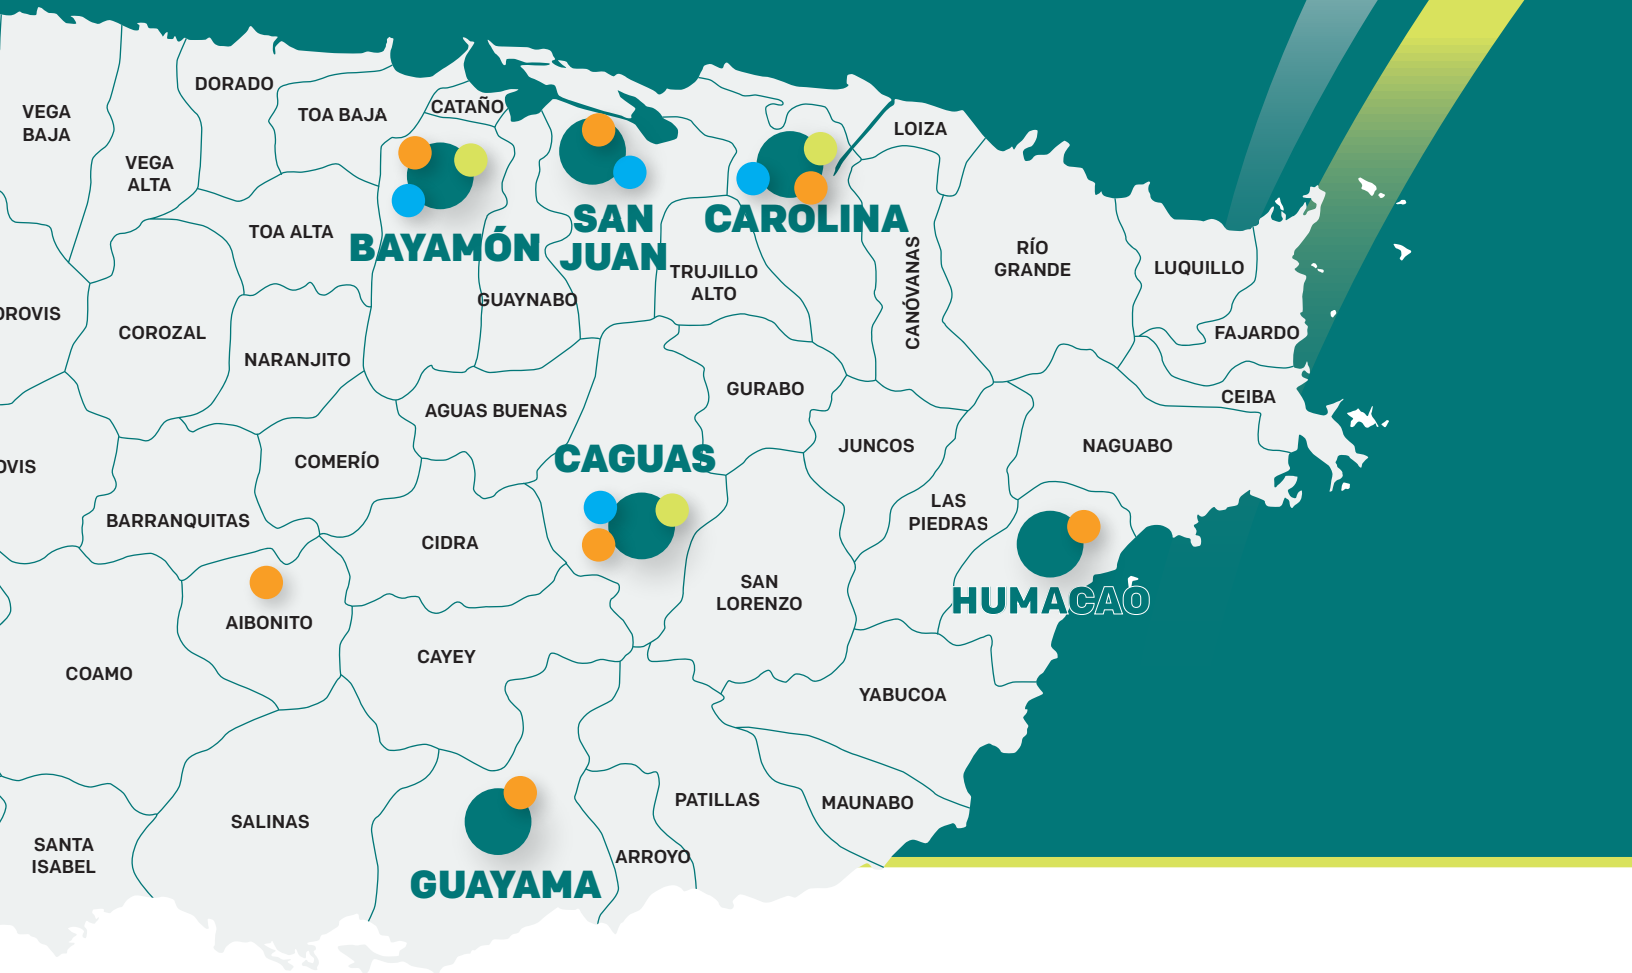 DORADO
VEGA
BAJA
TOA BAJA
CATAÑO
LOIZA
VEGA
ALTA
TOA ALTA
BAYAMÓN
SAN
JUAN
CAROLINA
CANÓVANAS
RÍO
GRANDE
LUQUILLO
TRUJILLO
ALTO
GUAYNABO
OROVIS
COROZAL
NARANJITO
FAJARDO
GURABO
CEIBA
AGUAS BUENAS
JUNCOS
NAGUABO
OVIS
COMERÍO
CAGUAS
BARRANQUITAS
LAS
PIEDRAS
CIDRA
SAN
LORENZO
HUMACAO
AIBONITO
COAMO
CAYEY
YABUCOA
SALINAS
PATILLAS
MAUNABO
SANTA
ISABEL
ARROYO
GUAYAMA